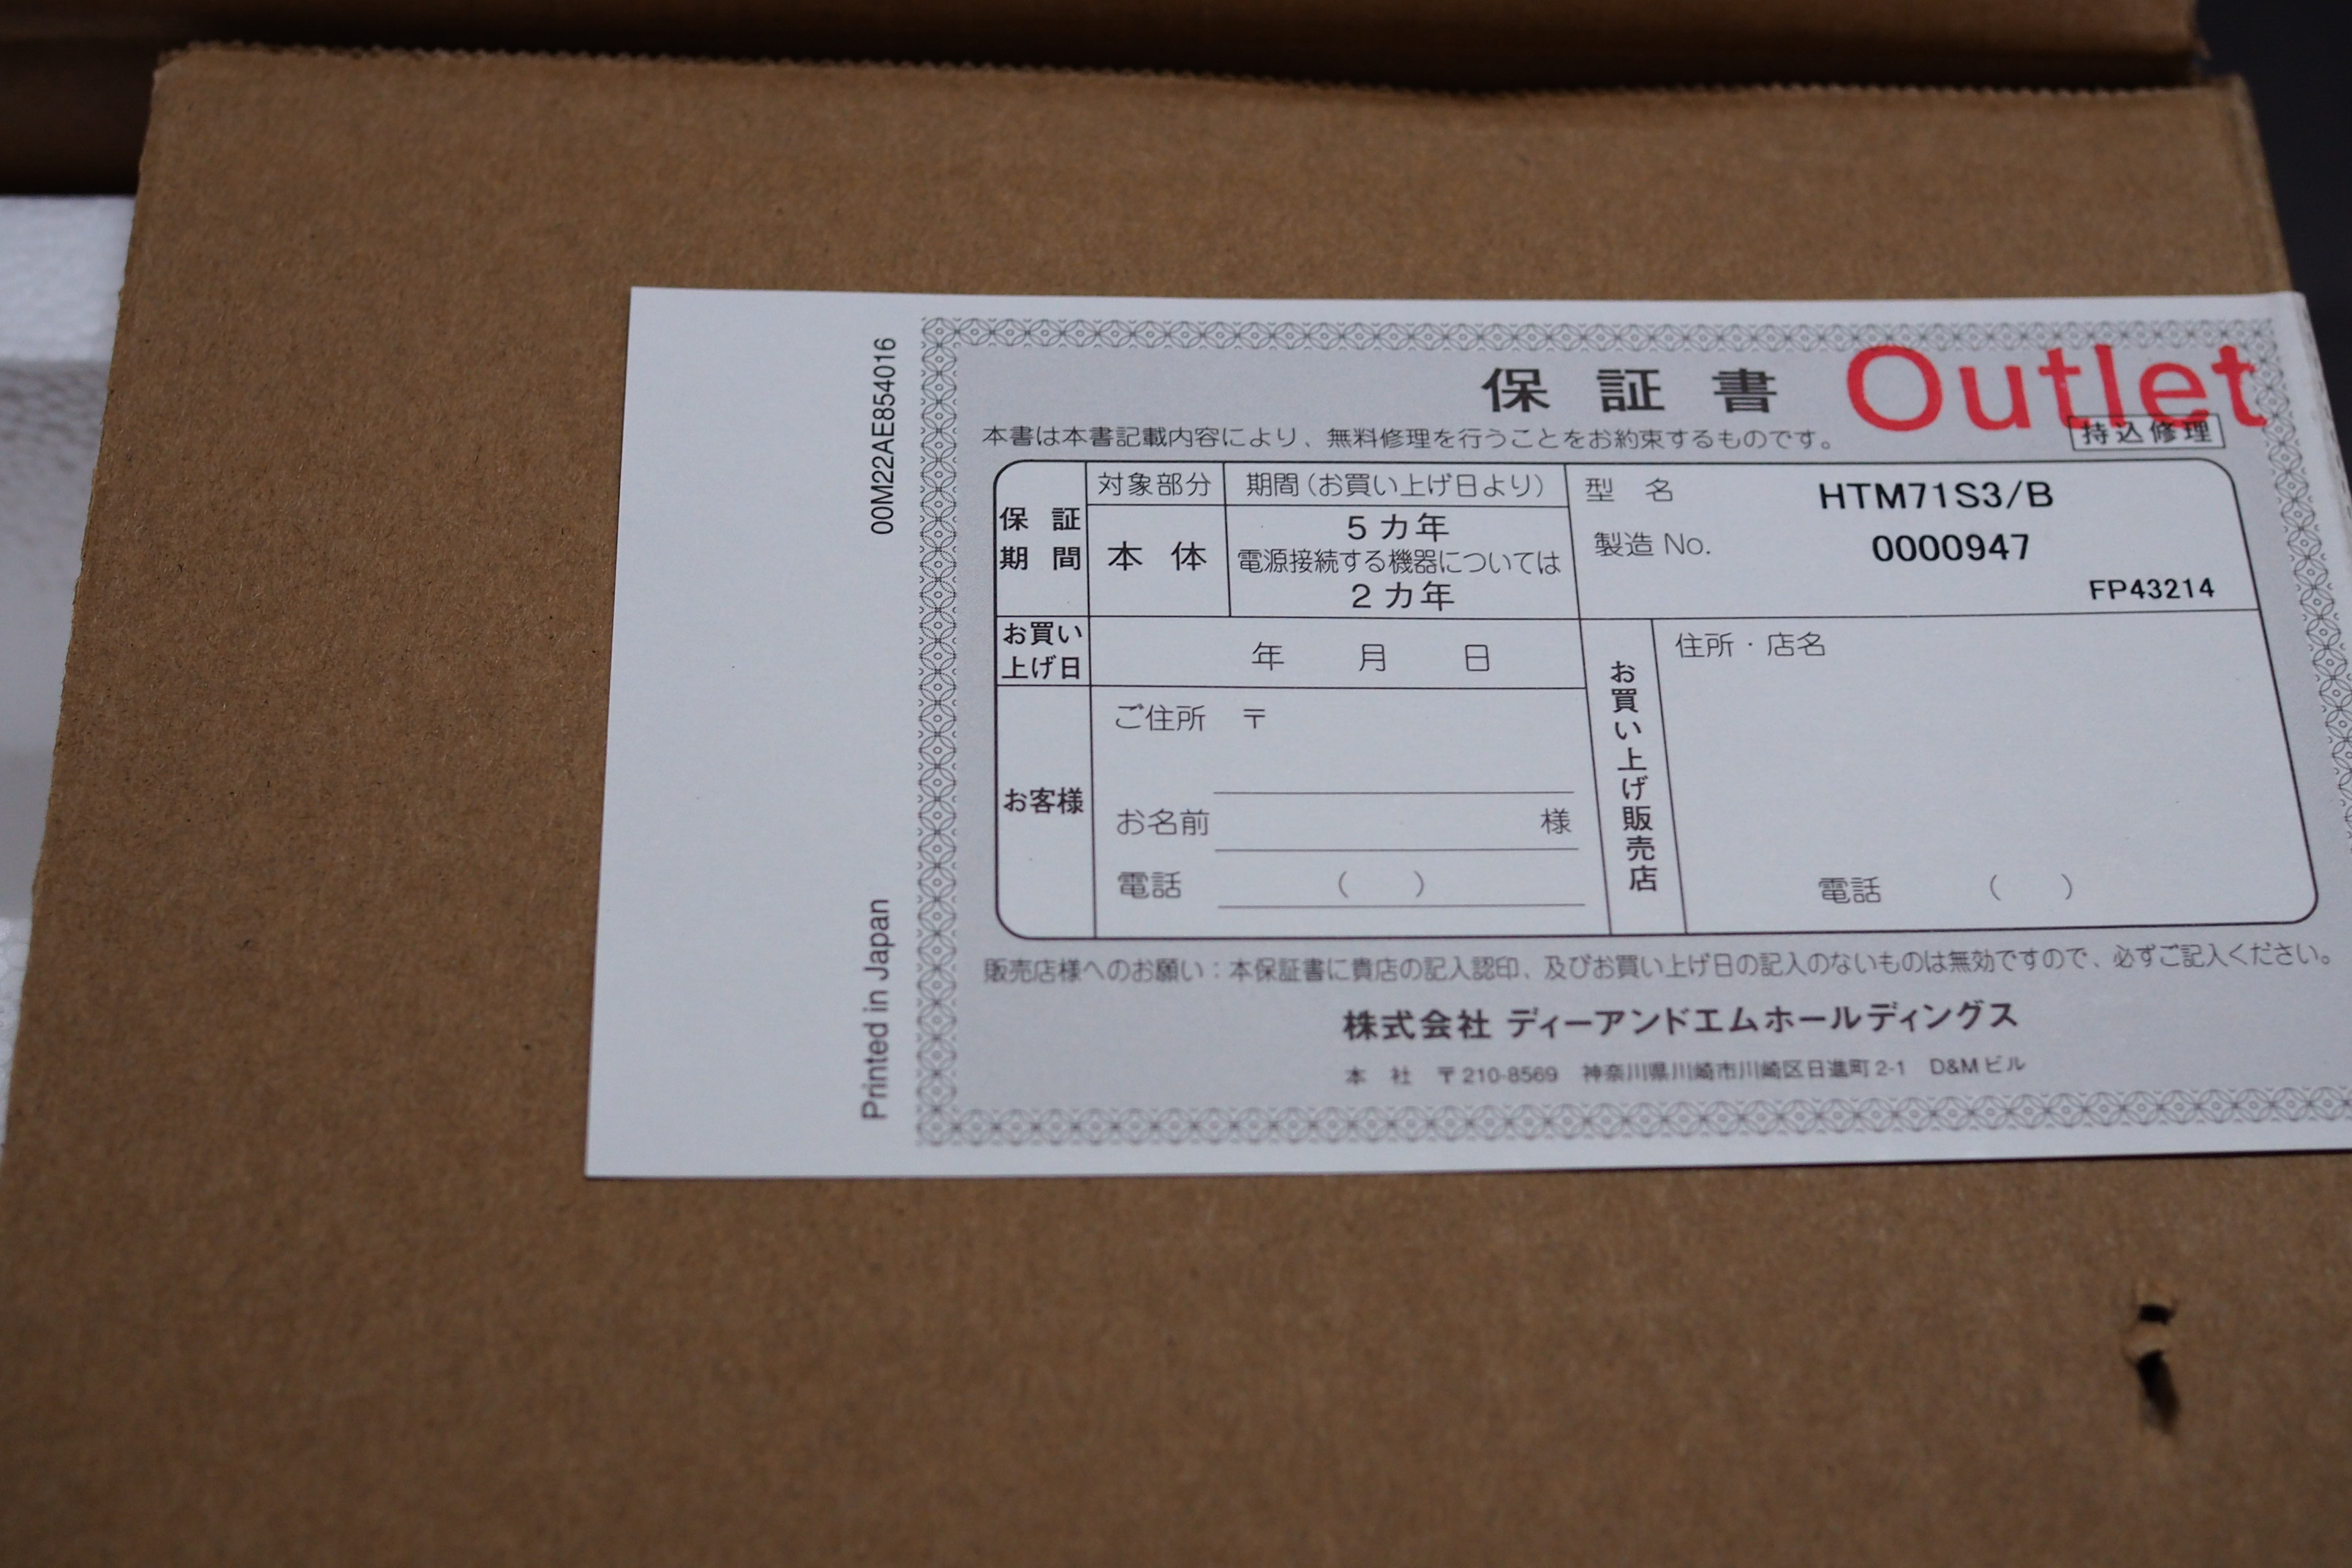 00M22AE854016
Printed in Japan
保証書
Outlet
持込修理
本書は本書記載内容により、無料修理を行うことをお約束するものです。
保証期間
対象部分
期間(お買い上げ日より)
本体
5カ年
電源接続する機器については
2カ年
型名 HTM71S3/B
製造 No. 0000947
FP43214
お買い上げ日
年 月 日
お客様
ご住所 〒
お名前 様
電話 ( )
お買い上げ販売店
住所・店名
電話 ( )
販売店様へのお願い:本保証書に貴店の記入認印、及びお買い上げ日の記入のないものは無効ですので、必ずご記入ください。
株式会社 ディーアンドエムホールディングス
本社 〒210-8569 神奈川県川崎市川崎区日進町2-1 D&Mビル